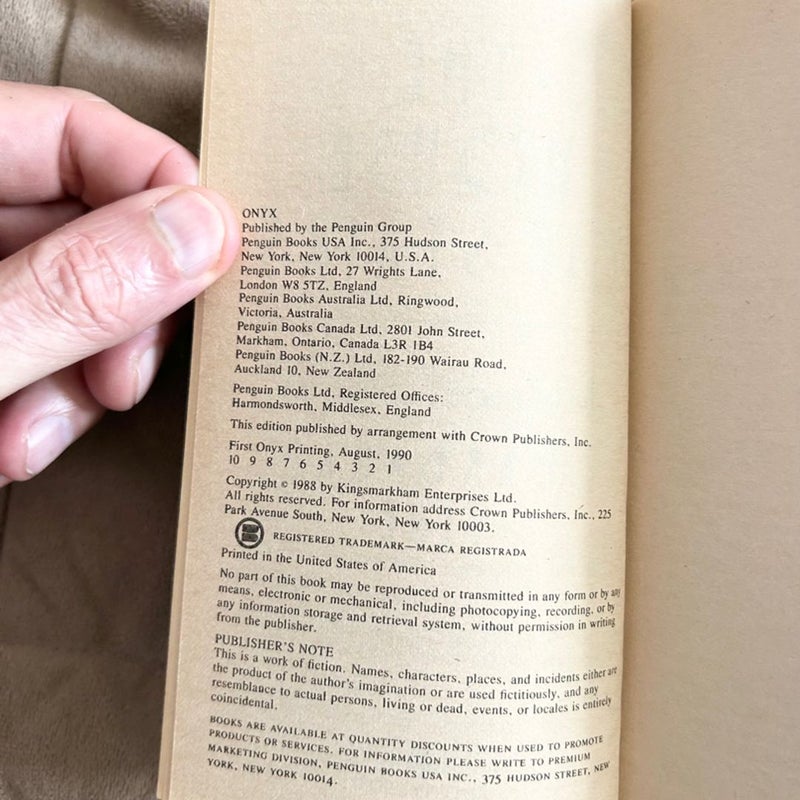 ONYX
Published by the Penguin Group
Penguin Books USA Inc., 375 Hudson Street,
New York, New York 10014, U.S.A.
Penguin Books Ltd, 27 Wrights Lane,
London W8 5TZ, England
Penguin Books Australia Ltd, Ringwood,
Victoria, Australia
Penguin Books Canada Ltd, 2801 John Street,
Markham, Ontario, Canada L3R 1B4
Penguin Books (N.Z.) Ltd, 182-190 Wairau Road,
Auckland 10, New Zealand
Penguin Books Ltd, Registered Offices:
Harmondsworth, Middlesex, England
This edition published by arrangement with Crown Publishers, Inc.
First Onyx Printing, August, 1990
10 9 8 7 6 5 4 3 2 1
Copyright © 1988 by Kingsmarkham Enterprises Ltd.
All rights reserved. For information address Crown Publishers, Inc., 225
Park Avenue South, New York, New York 10003.
REGISTERED TRADEMARK—MARCA REGISTRADA
Printed in the United States of America
No part of this book may be reproduced or transmitted in any form or by any
means, electronic or mechanical, including photocopying, recording, or by
any information storage and retrieval system, without permission in writing
from the publisher.
PUBLISHER'S NOTE
This is a work of fiction. Names, characters, places, and incidents either are
the product of the author's imagination or are used fictitiously, and any
resemblance to actual persons, living or dead, events, or locales is entirely
coincidental.
BOOKS ARE AVAILABLE AT QUANTITY DISCOUNTS WHEN USED TO PROMOTE
PRODUCTS OR SERVICES. FOR INFORMATION PLEASE WRITE TO PREMIUM
MARKETING DIVISION, PENGUIN BOOKS USA INC., 375 HUDSON STREET, NEW
YORK, NEW YORK 10014.